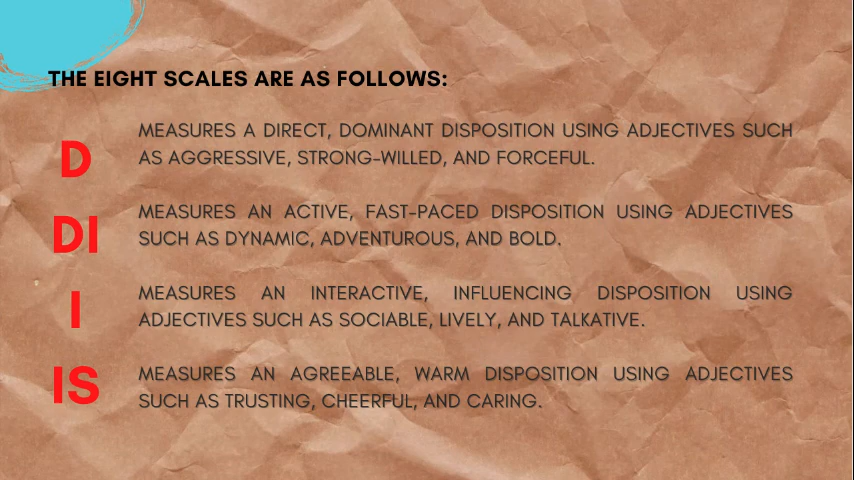 THE EIGHT SCALES ARE AS FOLLOWS:
D
MEASURES A DIRECT, DOMINANT DISPOSITION USING ADJECTIVES SUCH
AS AGGRESSIVE, STRONG-WILLED, AND FORCEFUL.
DI
MEASURES AN ACTIVE, FAST-PACED DISPOSITION USING ADJECTIVES
SUCH AS DYNAMIC, ADVENTUROUS, AND BOLD.
I
MEASURES AN INTERACTIVE, INFLUENCING DISPOSITION USING
ADJECTIVES SUCH AS SOCIABLE, LIVELY, AND TALKATIVE.
IS
MEASURES AN AGREEABLE, WARM DISPOSITION USING ADJECTIVES
SUCH AS TRUSTING, CHEERFUL, AND CARING.